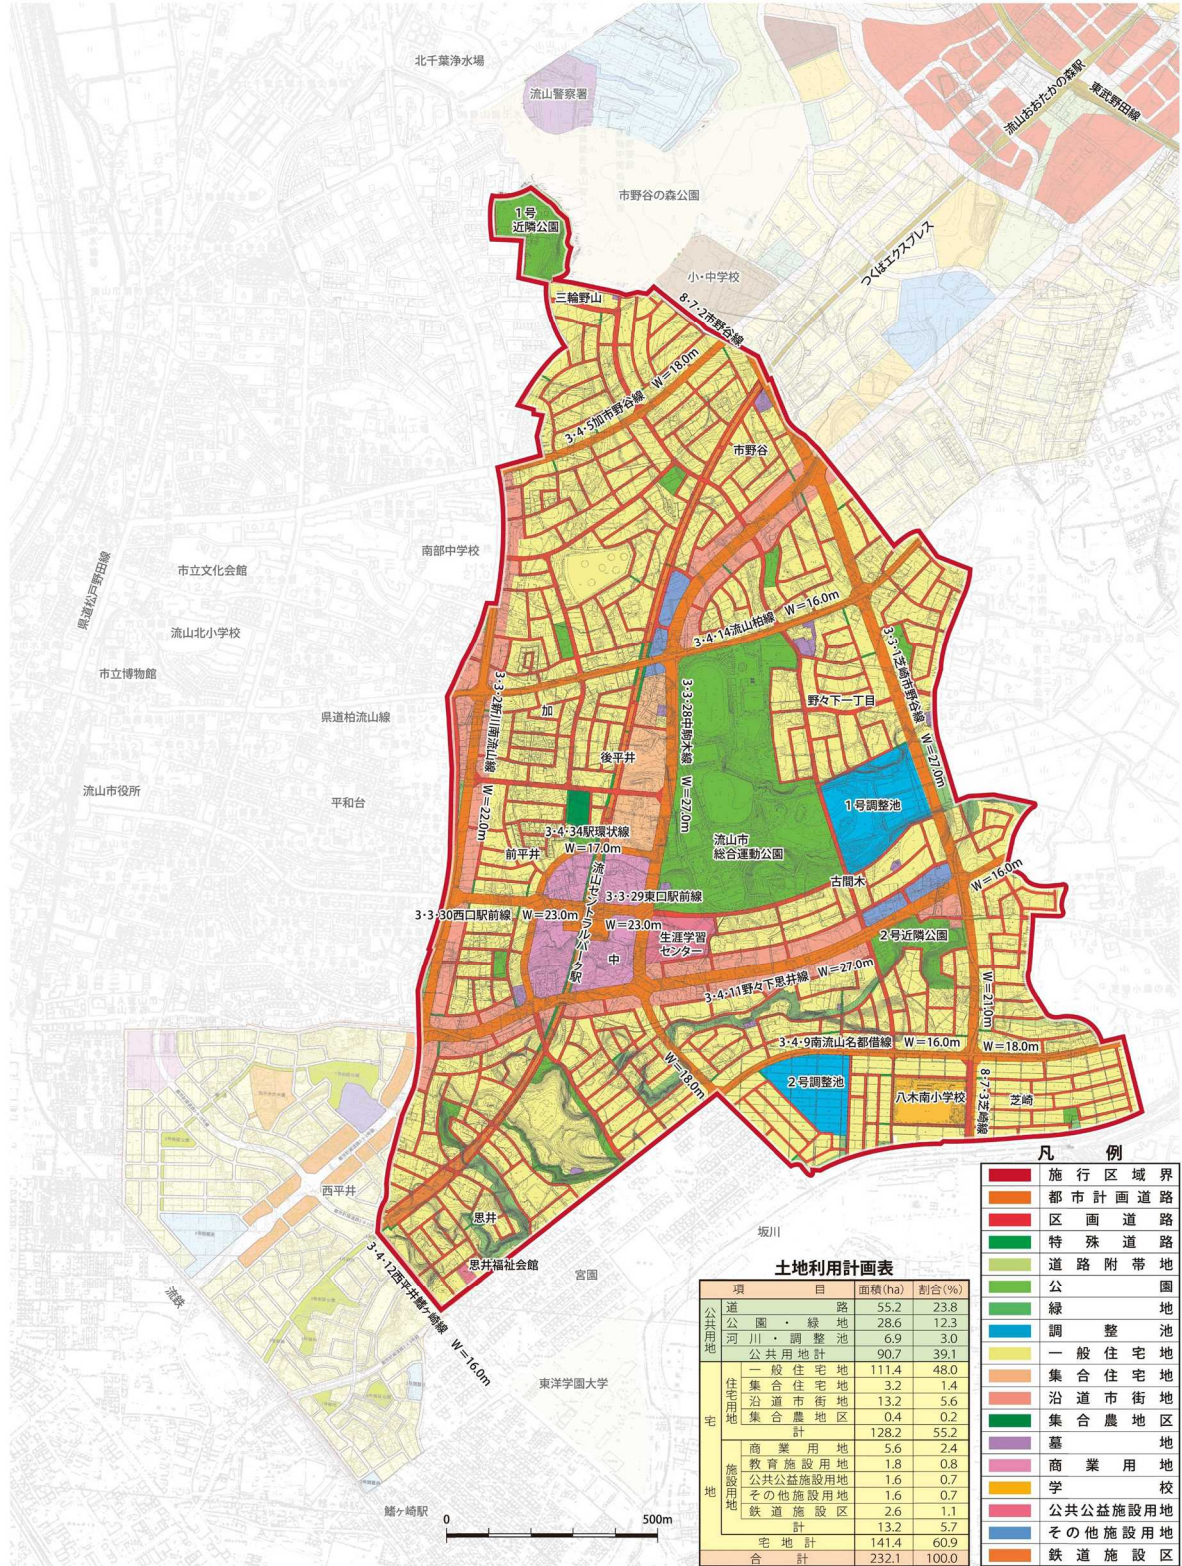 北千葉浄水場
流山警察署
流山おおたかの森駅
東武野田線
市野谷の森公園
1号
近隣公園
つくばエクスプレス
小・中学校
三輪野山
8・7・2市野谷線
3・4・5加市野谷線 W=18.0m
市野谷
南部中学校
県道松戸野田線
市立文化会館
流山北小学校
3・4・14流山柏線 W=16.0m
市立博物館
3・3・1芝崎市野谷線 W=27.0m
3・3・2新川南流山線 W=22.0m
加
3・3・28中駒木線 W=27.0m
野々下一丁目
県道柏流山線
後平井
流山市役所
平和台
1号調整池
3・4・34駅環状線
W=17.0m
流山市
総合運動公園
前平井
流山セントラルパーク駅
古間木
W=16.0m
3・3・29東口駅前線
W=23.0m
3・3・30西口駅前線 W=23.0m
生涯学習
センター
2号近隣公園
中
3・4・11野々下思井線 W=27.0m
W=21.0m
3・4・9南流山名都借線 W=16.0m
W=18.0m
W=18.0m
2号調整池
八木南小学校
8・7・3芝崎線
芝崎
西平井
思井
思井福祉会館
坂川
宮園
流鉄
3・4・12西平井鰭ケ崎線 W=16.0m
東洋学園大学
鰭ヶ崎駅
0 500m
土地利用計画表
項目 面積(ha) 割合(%)
公共用地
道路 55.2 23.8
公園・緑地 28.6 12.3
河川・調整池 6.9 3.0
公共用地計 90.7 39.1
宅地
住宅用地
一般住宅地 111.4 48.0
集合住宅地 3.2 1.4
沿道市街地 13.2 5.6
集合農地区 0.4 0.2
計 128.2 55.2
施設用地
商業用地 5.6 2.4
教育施設用地 1.8 0.8
公共公益施設用地 1.6 0.7
その他施設用地 1.6 0.7
鉄道施設区 2.6 1.1
計 13.2 5.7
宅地計 141.4 60.9
合計 232.1 100.0
凡例
施行区域界
都市計画道路
区画道路
特殊道路
道路附帯地
公園
緑地
調整池
一般住宅地
集合住宅地
沿道市街地
集合農地区
墓地
商業用地
学校
公共公益施設用地
その他施設用地
鉄道施設区